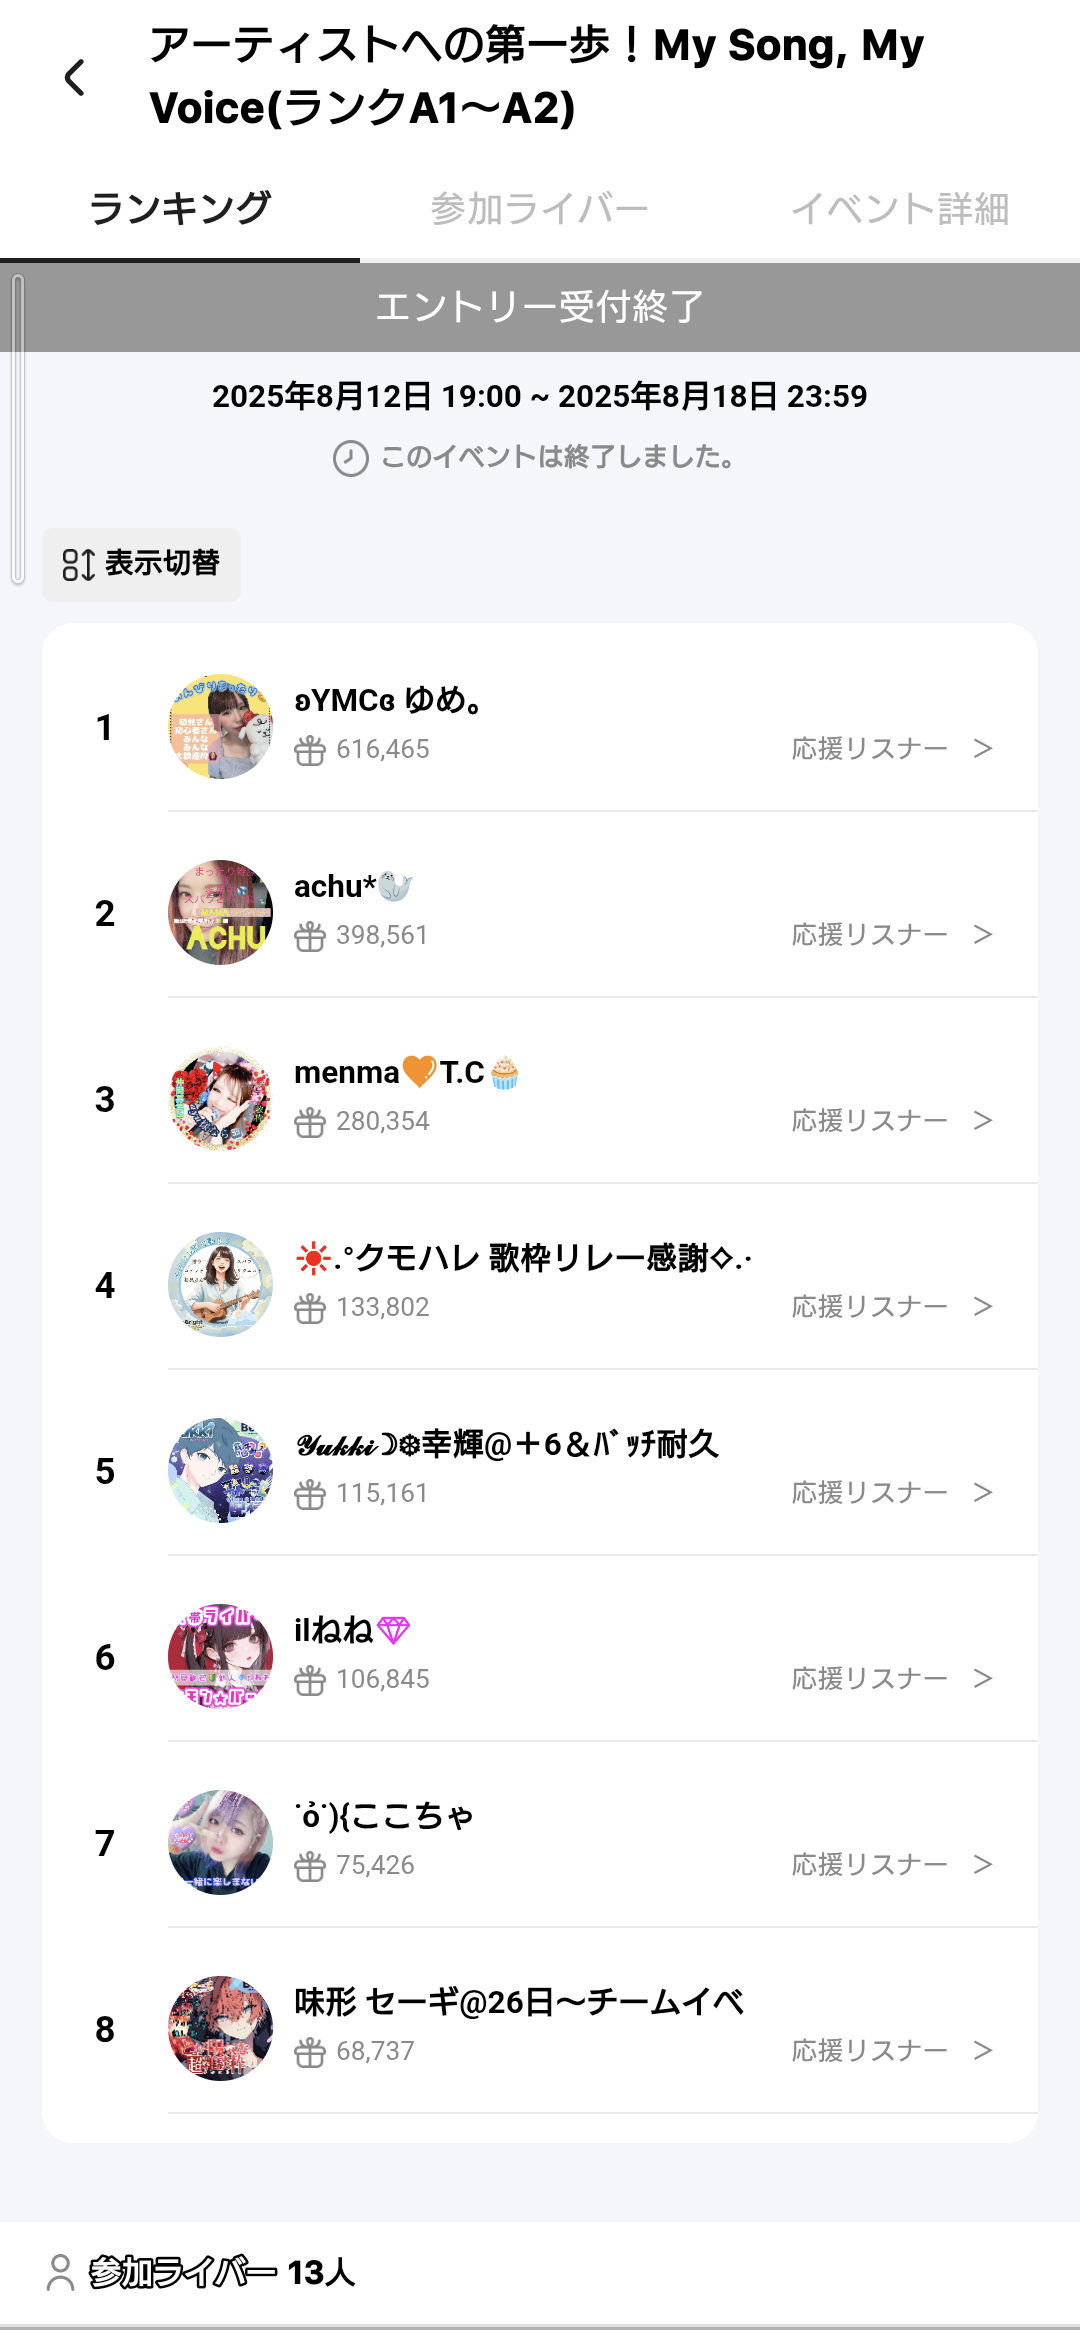 アーティストへの第一歩！My Song, My
Voice(ランクA1〜A2)
ランキング
参加ライバー
イベント詳細
エントリー受付終了
2025年8月12日 19:00 ~ 2025年8月18日 23:59
このイベントは終了しました。
表示切替
1
ʚYMCɞ ゆめ。
616,465
応援リスナー >
2
achu*🦭
398,561
応援リスナー >
ACHU
3
menma🧡T.C🧁
280,354
応援リスナー >
4
☀️.°クモハレ 歌枠リレー感謝✧.·
133,802
応援リスナー >
5
𝓨𝓾𝓴𝓴𝓲☽❆幸輝@＋6＆ﾊﾞｯﾁ耐久
115,161
応援リスナー >
6
ilねね💎
106,845
応援リスナー >
7
˙ỏ̈˙){ここちゃ
75,426
応援リスナー >
8
味形 セーギ@26日〜チームイベ
68,737
応援リスナー >
参加ライバー 13人